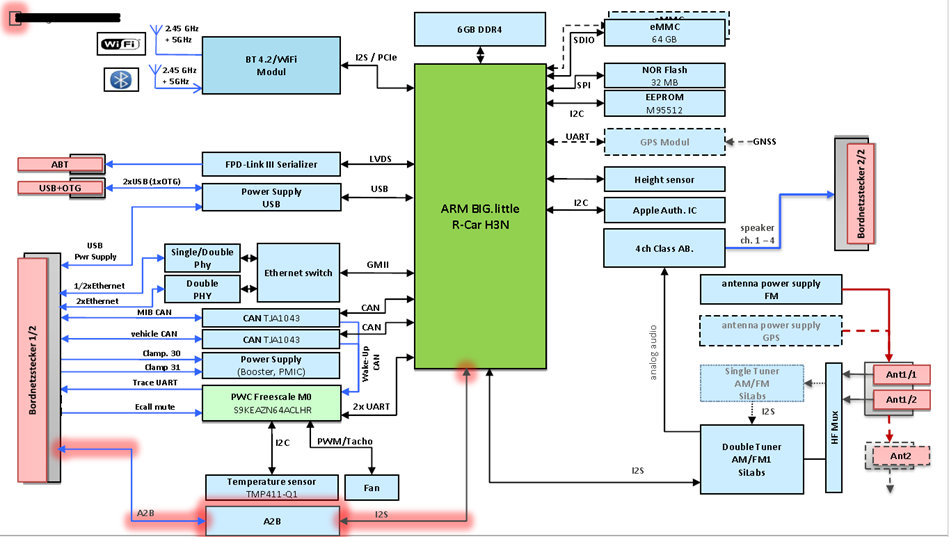 2.45 GHz
+ 5GHz
WiFi
BT 4.2/WiFi
Modul
I2S / PCIe
2.45 GHz
+ 5GHz
6GB DDR4
eMMC
eMMC
64 GB
SDIO
NOR Flash
32 MB
SPI
EEPROM
M95512
I2C
UART
GPS Modul
GNSS
ABT
FPD-Link III Serializer
LVDS
USB+OTG
2xUSB (1xOTG)
Power Supply
USB
USB
ARM BIG.little
R-Car H3N
Height sensor
I2C
Apple Auth. IC
Bordnetzstecker 2/2
4ch Class AB.
speaker
ch. 1 – 4
USB
Pwr Supply
Single/Double
Phy
Ethernet switch
GMII
1/2xEthernet
Double
PHY
2xEthernet
antenna power supply
FM
MIB CAN
CAN TJA1043
CAN
vehicle CAN
CAN TJA1043
CAN
antenna power supply
GPS
Bordnetzstecker 1/2
Clamp. 30
Clamp 31
Power Supply
(Booster, PMIC)
Wake-Up
CAN
analog audio
Trace UART
PWC Freescale M0
S9KEAZN64ACLHR
2x UART
Ecall mute
Single Tuner
AM/FM
SiLabs
I2S
HF Mux
Ant1/1
Ant1/2
I2C
PWM/Tacho
Double Tuner
AM/FM1
SiLabs
Ant2
I2S
Temperature sensor
TMP411-Q1
Fan
A2B
A2B
I2S